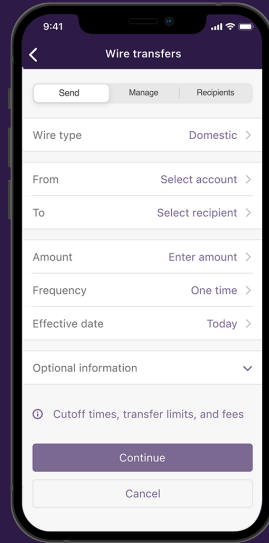 9:41
Wire transfers
Send Manage Recipients
Wire type Domestic
From Select account
To Select recipient
Amount Enter amount
Frequency One time
Effective date Today
Optional information
Cutoff times, transfer limits, and fees
Continue
Cancel